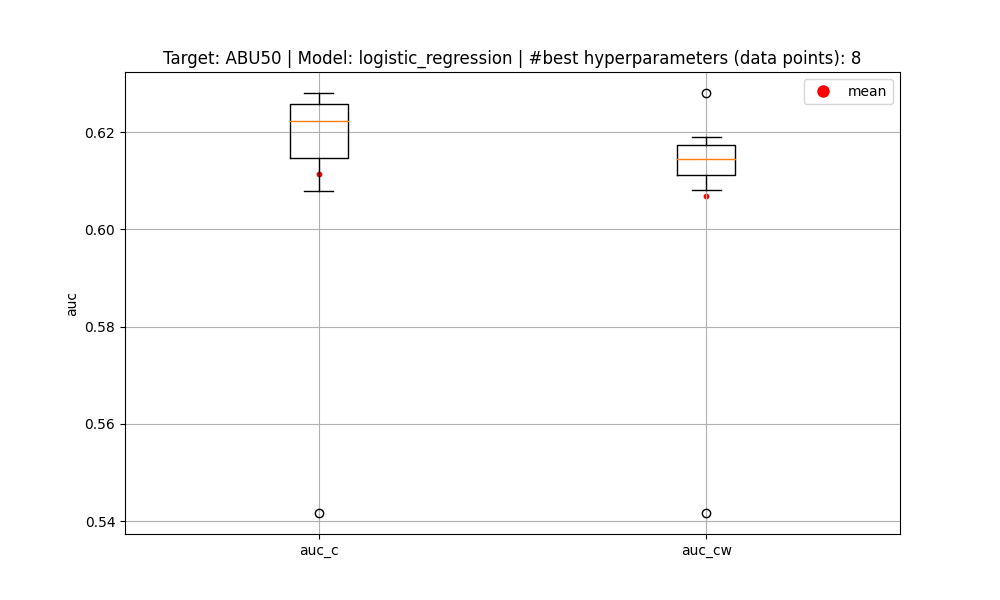 Target: ABU50 | Model: logistic_regression | #best hyperparameters (data points): 8
mean
0.62
0.60
0.58
0.56
0.54
auc
auc_c
auc_cw